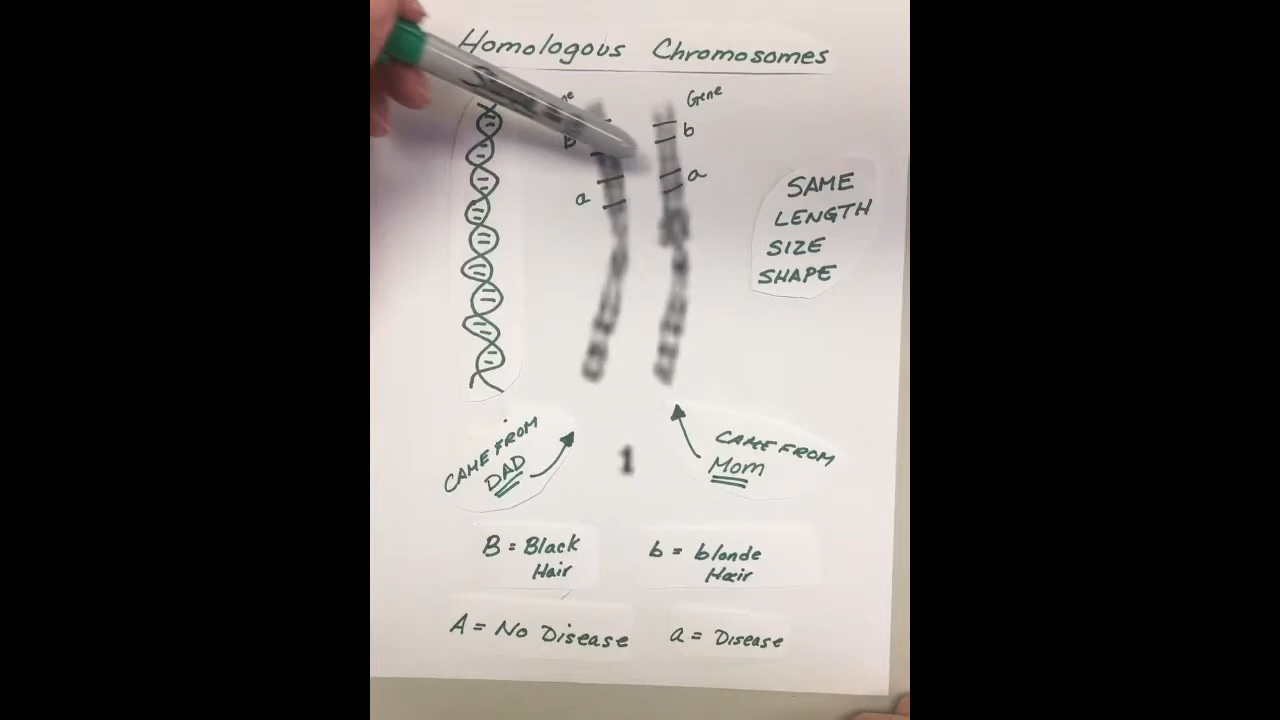 Homologous Chromosomes
Gene
b
a
B
a
SAME
LENGTH
SIZE
SHAPE
CAME FROM
DAD
1
CAME FROM
Mom
B = Black
Hair
b = blonde
Hair
A = No Disease
a = Disease